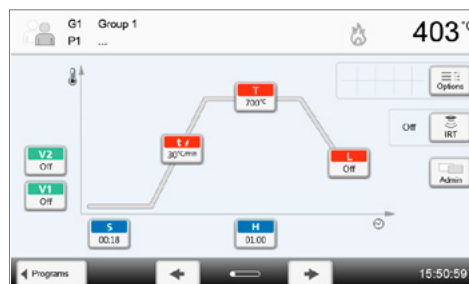 G1 Group 1
P1 ...
403 °C
T
700°C
Options
t
30°C/min
Off
IRT
V2
Off
L
Off
Admin
V1
Off
S
00:18
H
01:00
Programs
15:50:59